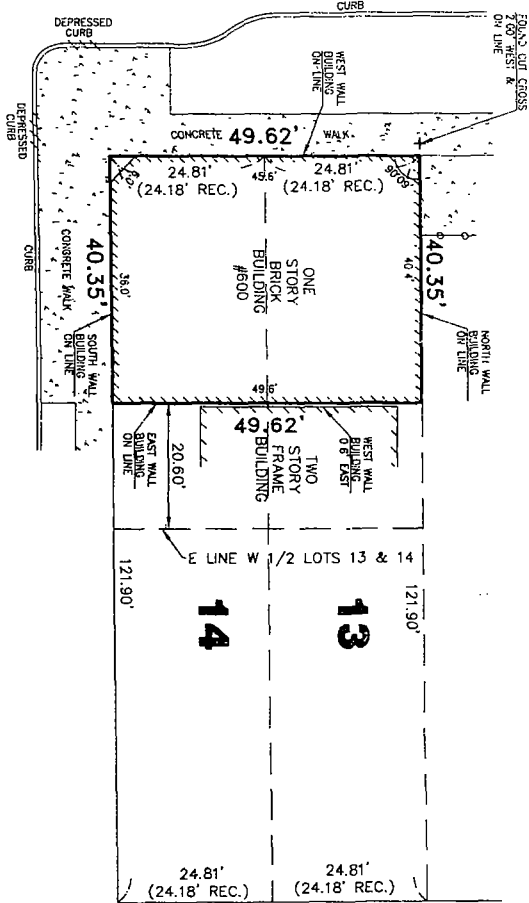 CURB
FOUND CUT CROSS
2.00' WEST &
ON LINE
DEPRESSED
CURB
WEST WALL
BUILDING
ON-LINE
CONCRETE
49.62'
WALK
DEPRESSED
CURB
24.81'
(24.18' REC.)
45.6'
24.81'
(24.18' REC.)
CONCRETE WALK
CURB
40.35'
36.0'
ONE
STORY
BRICK
BUILDING
#600
40.4'
40.35'
SOUTH WALL
BUILDING
ON LINE
NORTH WALL
BUILDING
ON LINE
49.6'
49.62'
EAST WALL
BUILDING
ON LINE
20.60'
TWO
STORY
FRAME
BUILDING
WEST WALL
BUILDING
0.6' EAST
E LINE W 1/2 LOTS 13 & 14
121.90'
121.90'
14
13
24.81'
(24.18' REC.)
24.81'
(24.18' REC.)